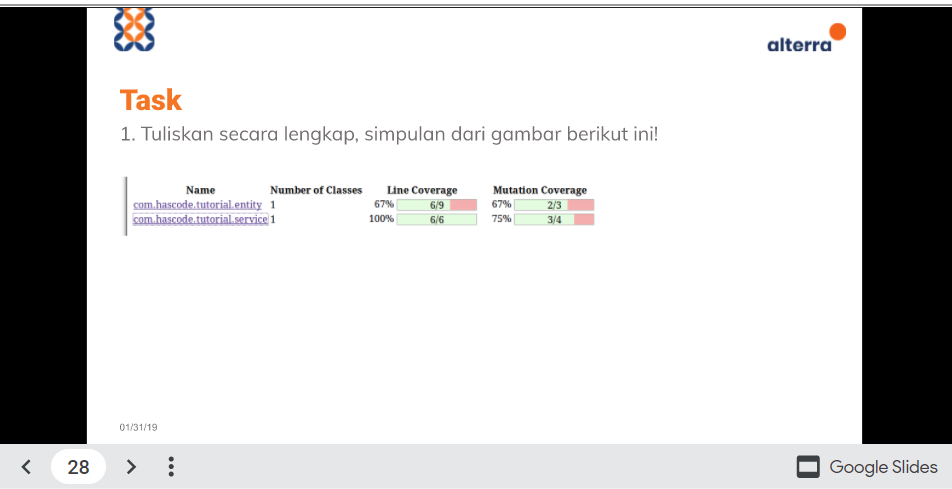 alterra
Task
1. Tuliskan secara lengkap, simpulan dari gambar berikut ini!
Name Number of Classes Line Coverage Mutation Coverage
com.hascode.tutorial.entity 1 67% 6/9 67% 2/3
com.hascode.tutorial.service 1 100% 6/6 75% 3/4
01/31/19
28 Google Slides